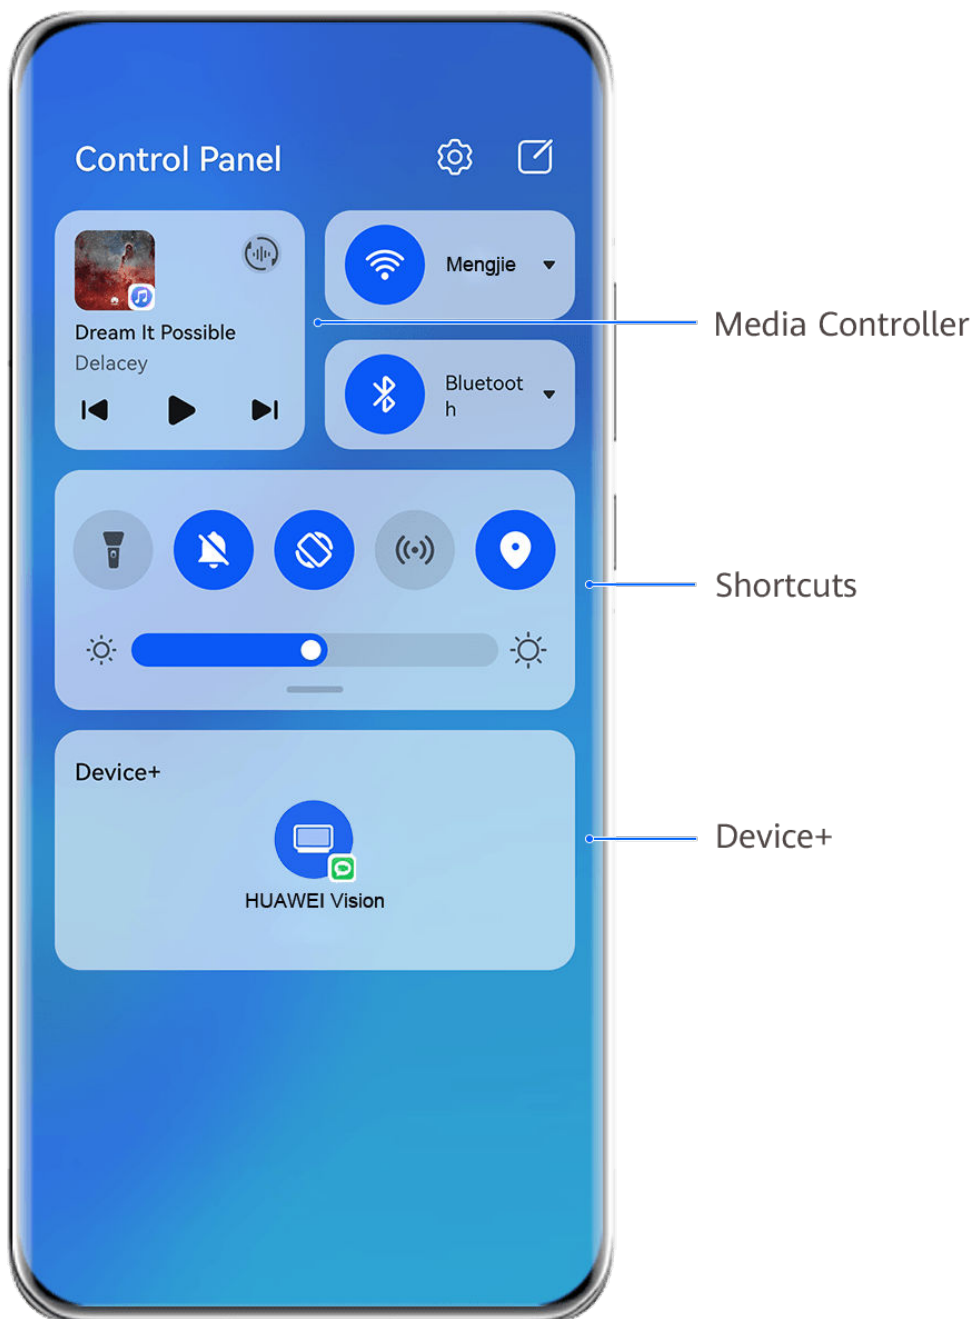 Control Panel
Mengjie
Dream It Possible
Delacey
Media Controller
Bluetoot
h
Shortcuts
Device+
Device+
HUAWEI Vision